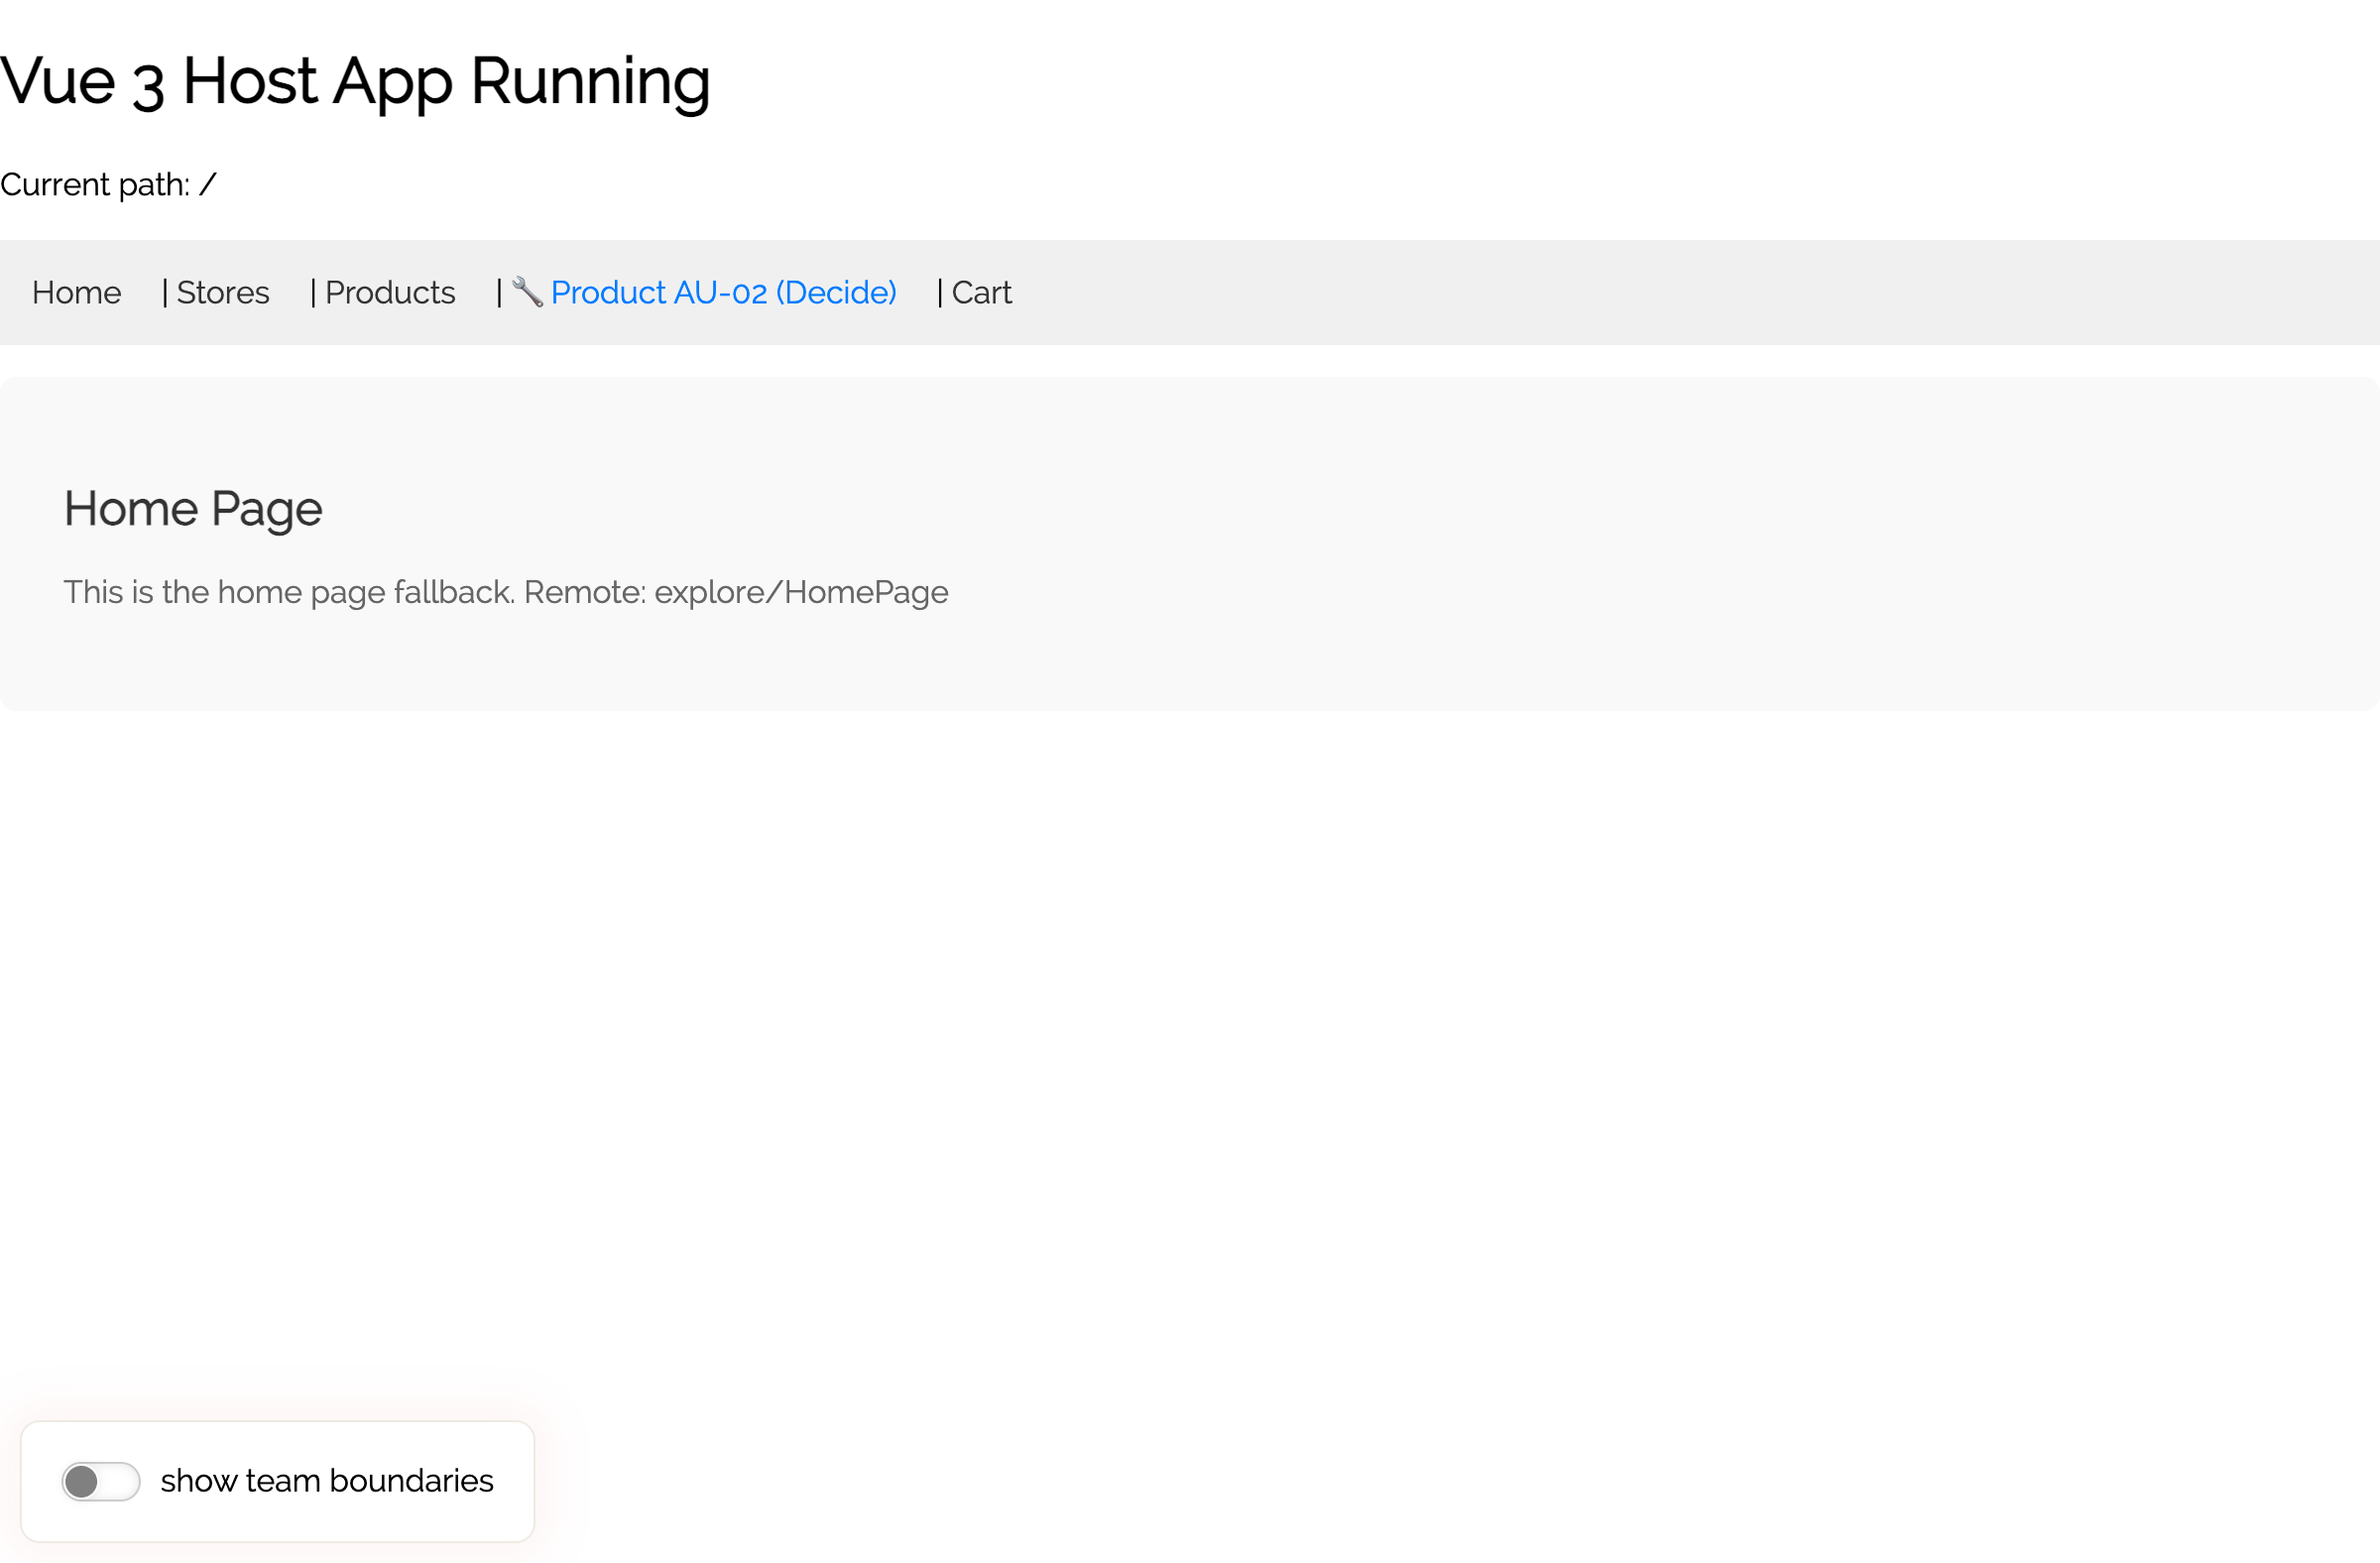 Vue 3 Host App Running
Current path: /
Home | Stores | Products | 🔧 Product AU-02 (Decide) | Cart
Home Page
This is the home page fallback. Remote: explore/HomePage
show team boundaries